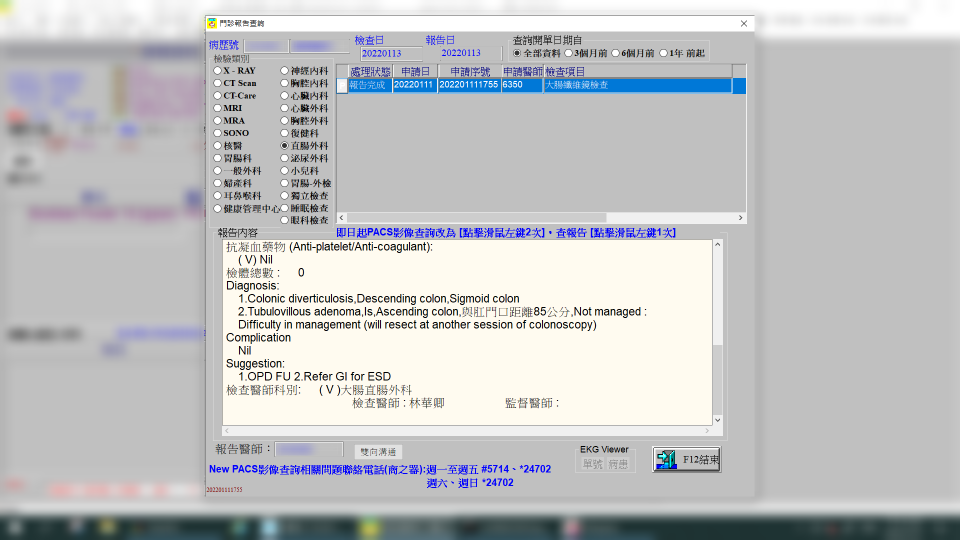 門診報告查詢
病歷號
檢查日
報告日
20220113
20220113
查詢開單日期自
全部資料 3個月前 6個月前 1年 前起
檢驗類別
X - RAY
CT Scan
CT-Care
MRI
MRA
SONO
核醫
胃腸科
一般外科
婦產科
耳鼻喉科
健康管理中心
神經內科
胸腔內科
心臟內科
心臟外科
胸腔外科
復健科
直腸外科
泌尿外科
小兒科
胃腸-外檢
獨立檢查
睡眠檢查
眼科檢查
處理狀態 申請日 申請序號 申請醫師 檢查項目
報告完成 20220111 202201111755 6350 大腸纖維鏡檢查
報告內容
即日起PACS影像查詢改為 [點擊滑鼠左鍵2次]。查報告 [點擊滑鼠左鍵1次]
抗凝血藥物 (Anti-platelet/Anti-coagulant):
( V) Nil
檢體總數 : 0
Diagnosis:
1.Colonic diverticulosis,Descending colon,Sigmoid colon
2.Tubulovillous adenoma,Is,Ascending colon,與肛門口距離85公分,Not managed :
Difficulty in management (will resect at another session of colonoscopy)
Complication
Nil
Suggestion:
1.OPD FU 2.Refer GI for ESD
檢查醫師科別: ( V )大腸直腸外科
檢查醫師 : 林華卿 監督醫師 :
報告醫師：
雙向溝通
EKG Viewer
單號 病患
F12結束
New PACS影像查詢相關問題聯絡電話(商之器):週一至週五 #5714、*24702
週六、週日 *24702
202201111755